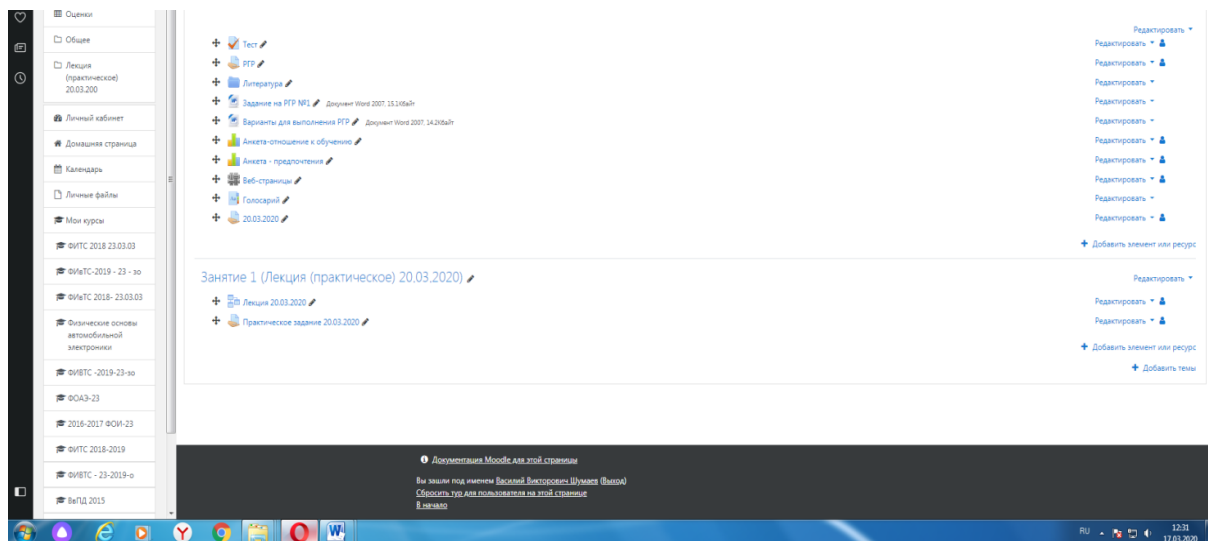 Оценки
Общее
Лекция
(практическое)
20.03.200
Личный кабинет
Домашняя страница
Календарь
Личные файлы
Мои курсы
ФИТС 2018 23.03.03
ФИвТС-2019 - 23 - зо
ФИвТС 2018- 23.03.03
Физические основы
автомобильной
электроники
ФИВТС -2019-23-зо
ФОАЭ-23
2016-2017 ФОИ-23
ФИТС 2018-2019
ФИВТС - 23-2019-о
ВвПД 2015
Редактировать
Тест Редактировать
РГР Редактировать
Литература Редактировать
Задание на РГР №1 Документ Word 2007, 15.1Кбайт Редактировать
Варианты для выполнения РГР Документ Word 2007, 14.2Кбайт Редактировать
Анкета-отношение к обучению Редактировать
Анкета - предпочтения Редактировать
Веб-страницы Редактировать
Голосарий Редактировать
20.03.2020 Редактировать
Добавить элемент или ресурс
Занятие 1 (Лекция (практическое) 20.03.2020) Редактировать
Лекция 20.03.2020 Редактировать
Практическое задание 20.03.2020 Редактировать
Добавить элемент или ресурс
Добавить темы
Документация Moodle для этой страницы
Вы зашли под именем Василий Викторович Шумаев (Выход)
Сбросить тур для пользователя на этой странице
В начало
RU 12:31
17.03.2020